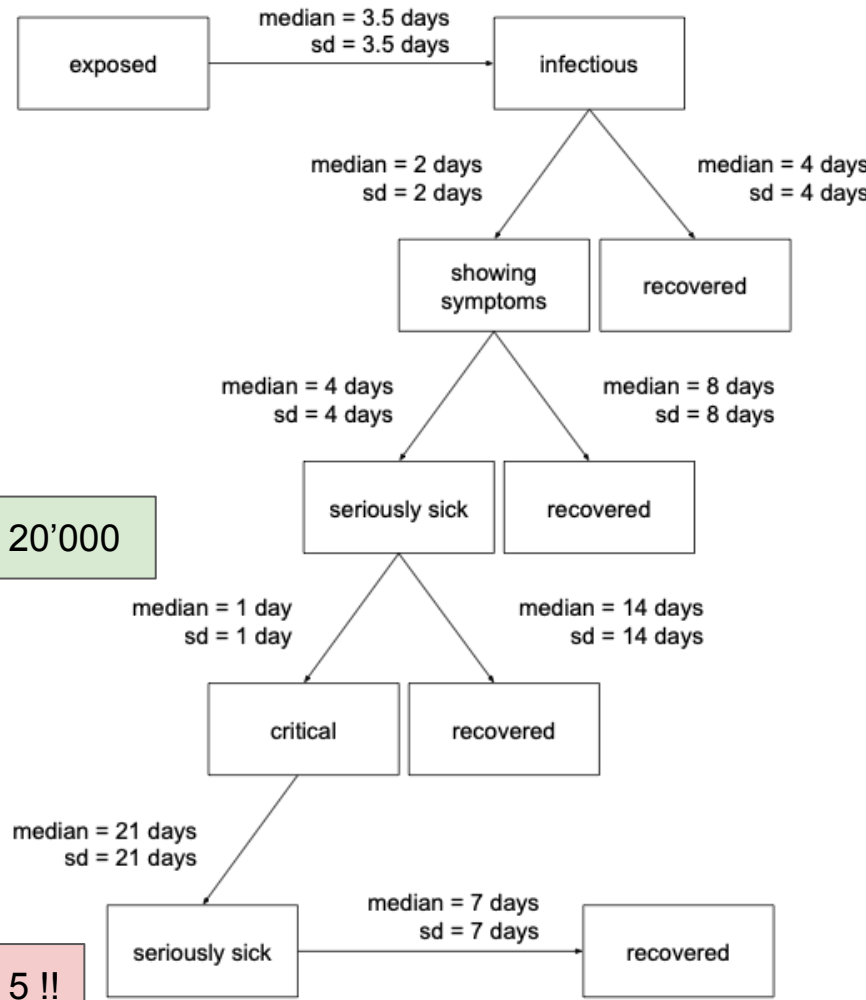 median = 3.5 days
sd = 3.5 days
exposed
infectious
median = 2 days
sd = 2 days
median = 4 days
sd = 4 days
showing
symptoms
recovered
median = 4 days
sd = 4 days
median = 8 days
sd = 8 days
seriously sick
recovered
20’000
median = 1 day
sd = 1 day
median = 14 days
sd = 14 days
critical
recovered
median = 21 days
sd = 21 days
median = 7 days
sd = 7 days
seriously sick
recovered
5 !!